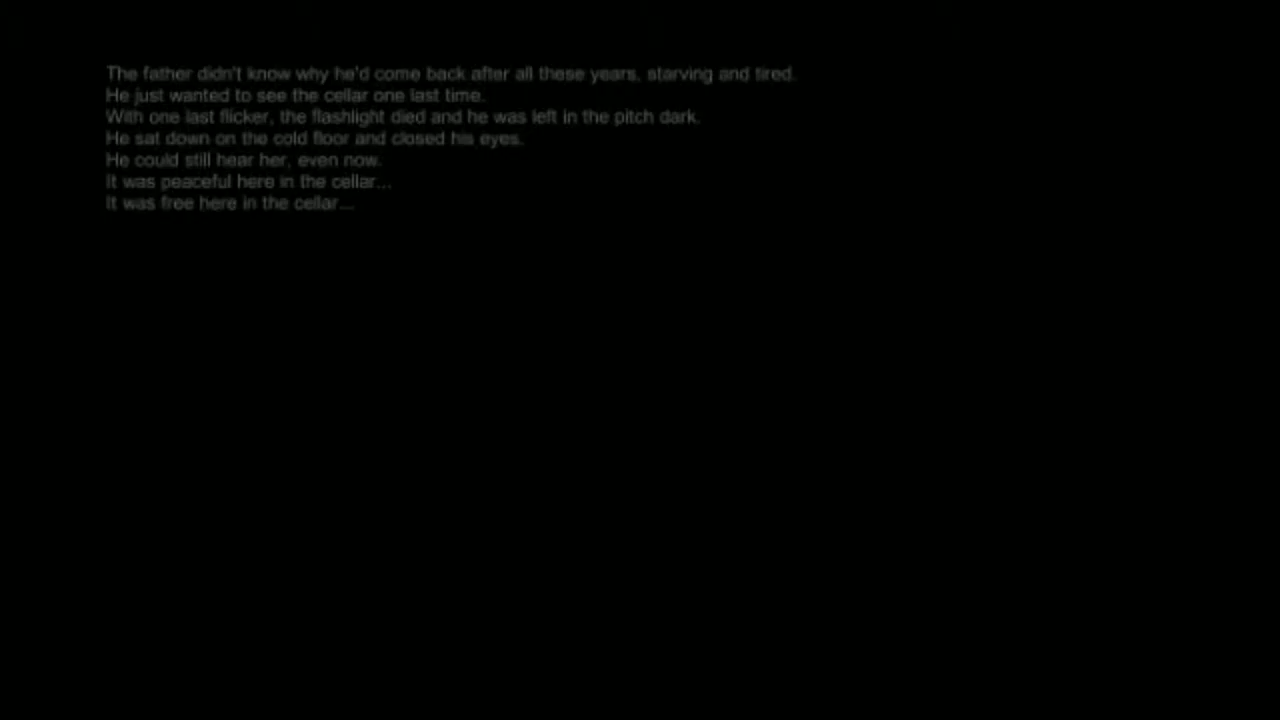 The father didn't know why he'd come back after all these years, starving and tired.
He just wanted to see the cellar one last time.
With one last flicker, the flashlight died and he was left in the pitch dark.
He sat down on the cold floor and closed his eyes.
He could still hear her, even now.
It was peaceful here in the cellar...
It was free here in the cellar...